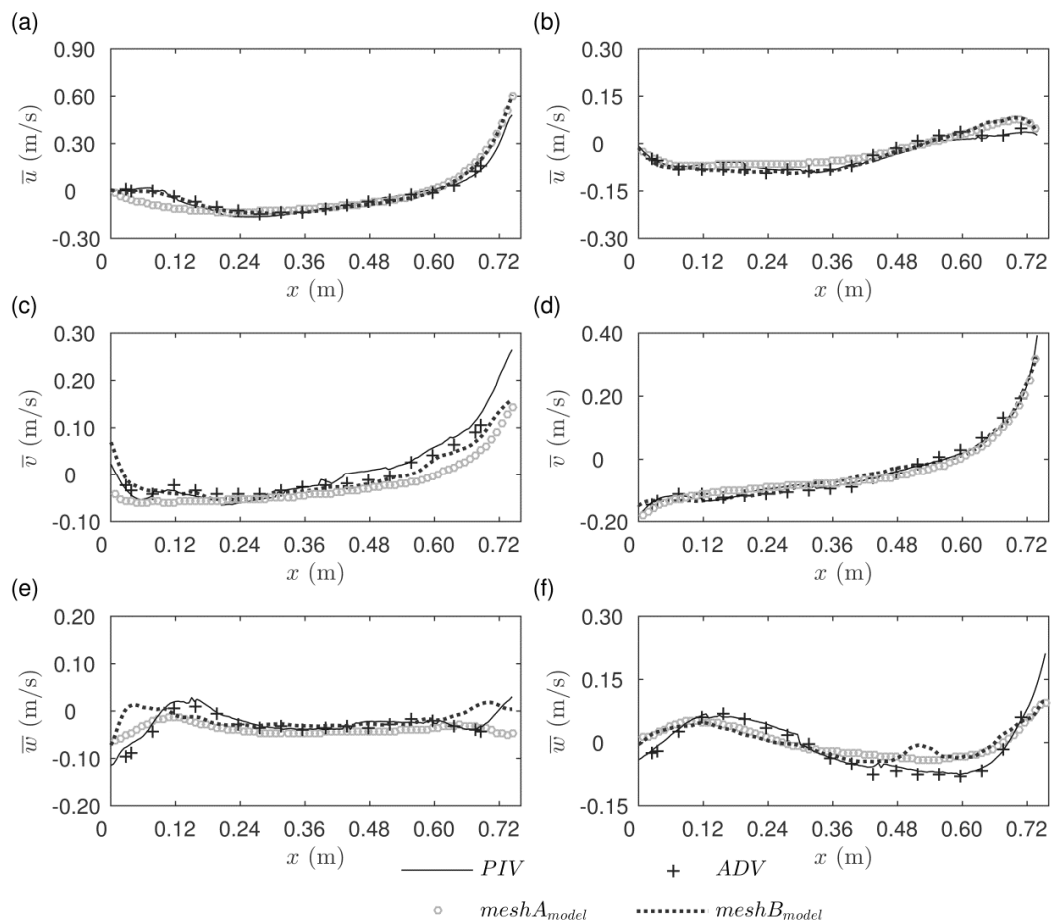 (a)
(b)
0.90
0.60
0.30
0
-0.30
u̅ (m/s)
0 0.12 0.24 0.36 0.48 0.60 0.72
x (m)
0.30
0.15
0
-0.15
-0.30
u̅ (m/s)
0 0.12 0.24 0.36 0.48 0.60 0.72
x (m)
(c)
(d)
0.30
0.20
0.10
0
-0.10
v̅ (m/s)
0 0.12 0.24 0.36 0.48 0.60 0.72
x (m)
0.40
0.20
0
-0.20
v̅ (m/s)
0 0.12 0.24 0.36 0.48 0.60 0.72
x (m)
(e)
(f)
0.20
0.10
0
-0.10
-0.20
w̅ (m/s)
0 0.12 0.24 0.36 0.48 0.60 0.72
x (m)
0.30
0.15
0
-0.15
w̅ (m/s)
0 0.12 0.24 0.36 0.48 0.60 0.72
x (m)
PIV
ADV
meshA_model
meshB_model